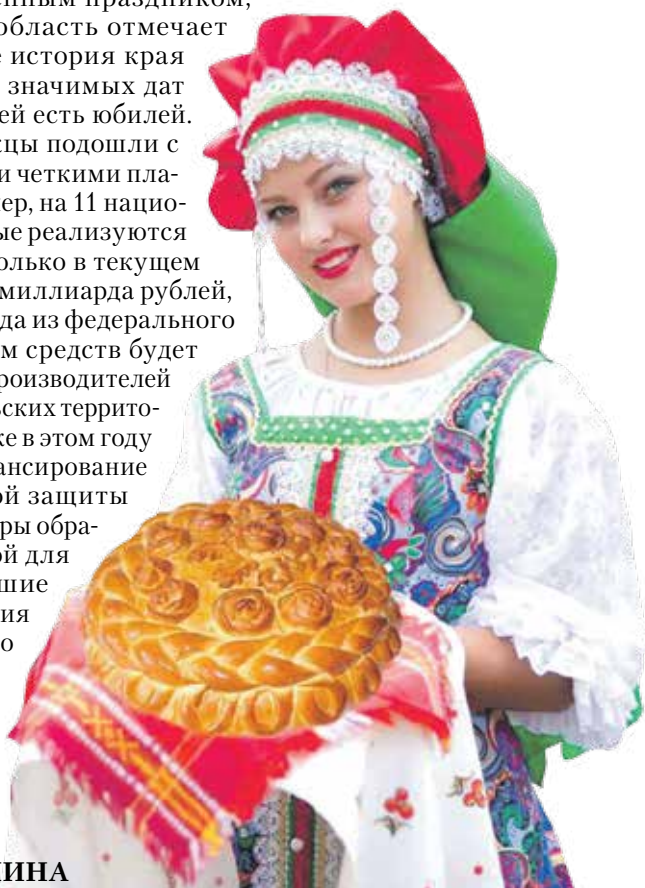 енным праздником,
область отмечает
е история края
значимых дат
ей есть юбилей.
цы подошли с
и четкими пла-
ер, на 11 нацио-
ые реализуются
олько в текущем
миллиарда рублей,
да из федерального
м средств будет
роизводителей
ьских террито-
же в этом году
ансирование
ой защиты
ры обра-
ой для
шие
ия
о
ИНА